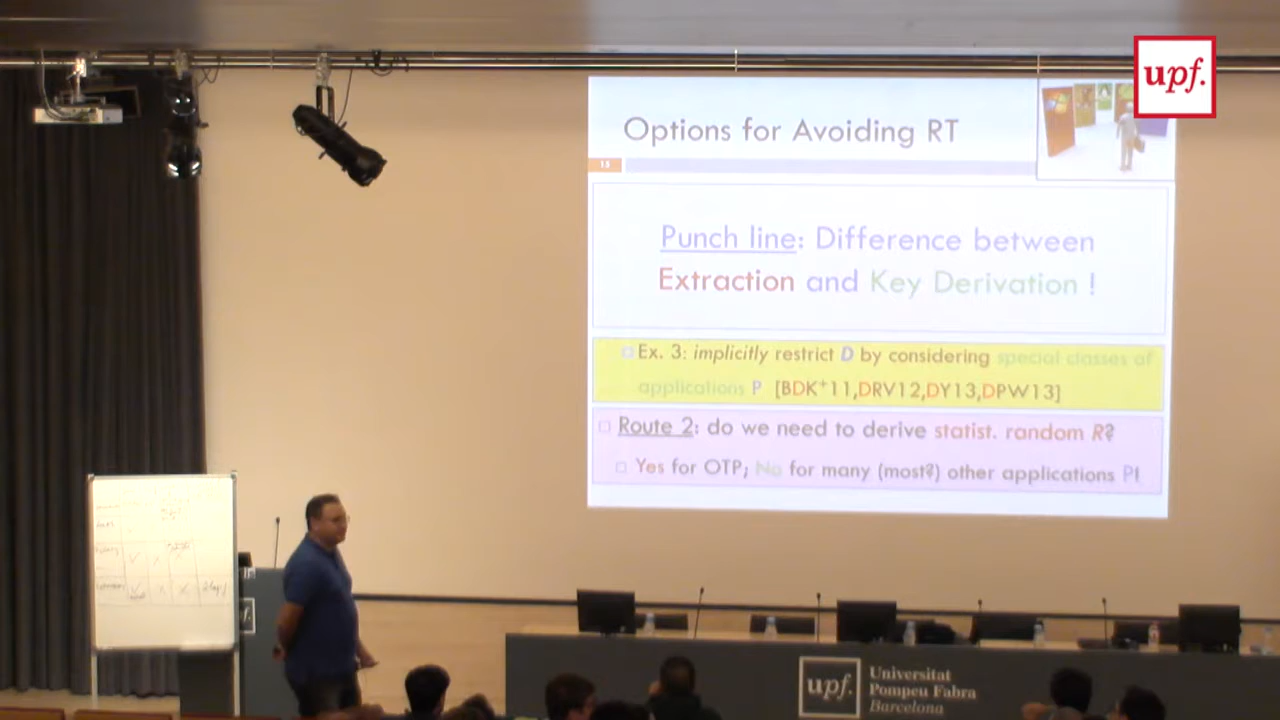 upf.
Options for Avoiding RT
Punch line: Difference between
Extraction and Key Derivation !
Ex. 3: implicitly restrict D by considering special classes of
applications P [BDK+11,DRV12,DY13,DPW13]
Route 2: do we need to derive statist. random R?
Yes for OTP; No for many (most?) other applications P!
upf.
Universitat
Pompeu Fabra
Barcelona